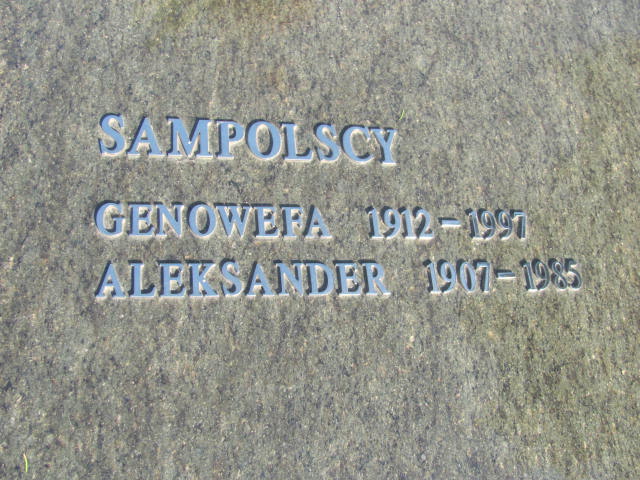 SAMPOLSCY
GENOWEFA 1912-1997
ALEKSANDER 1907-1985